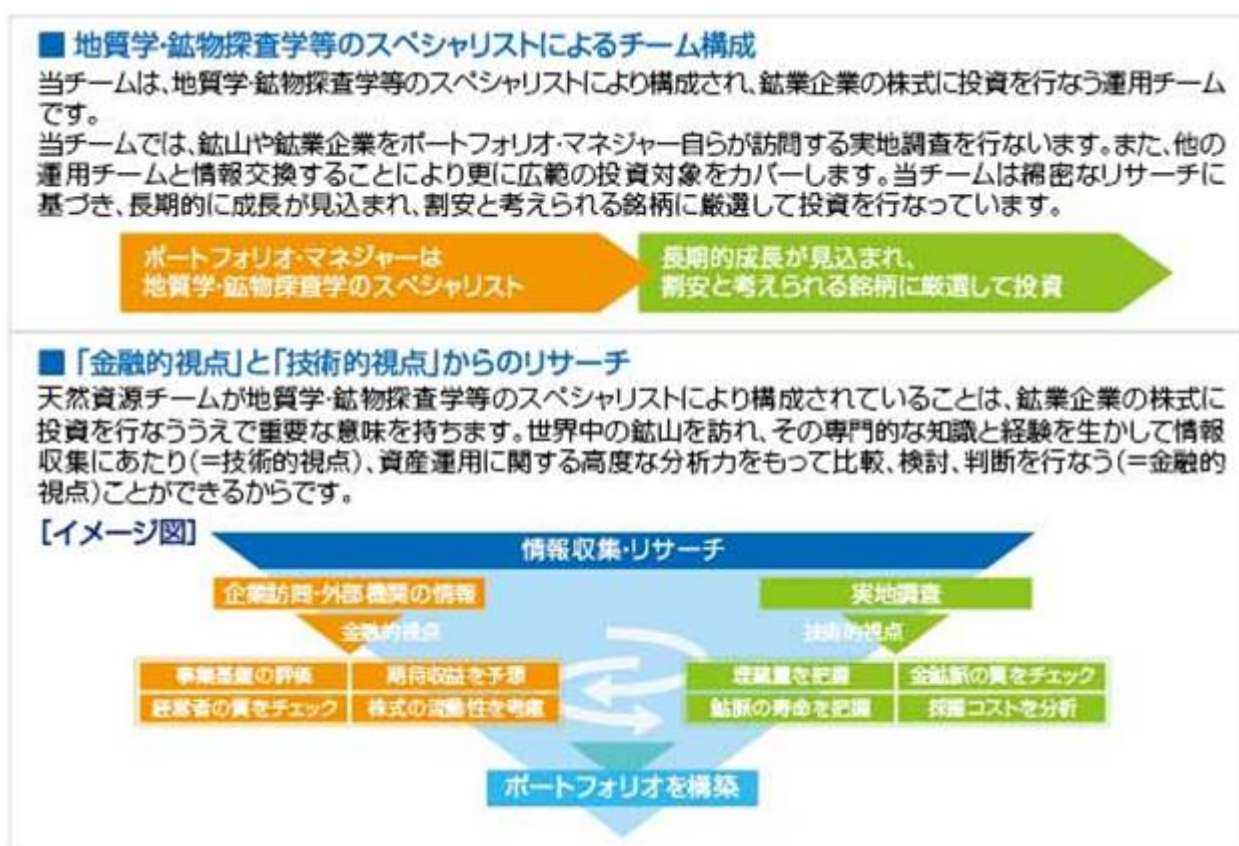 ■ 地質学・鉱物探査学等のスペシャリストによるチーム構成
当チームは、地質学・鉱物探査学等のスペシャリストにより構成され、鉱業企業の株式に投資を行なう運用チーム
です。
当チームでは、鉱山や鉱業企業をポートフォリオ・マネジャー自らが訪問する実地調査を行ないます。また、他の
運用チームと情報交換することにより更に広範の投資対象をカバーします。当チームは綿密なリサーチに
基づき、長期的に成長が見込まれ、割安と考えられる銘柄に厳選して投資を行なっています。
ポートフォリオ・マネジャーは
地質学・鉱物探査学のスペシャリスト
長期的成長が見込まれ、
割安と考えられる銘柄に厳選して投資
■ 「金融的視点」と「技術的視点」からのリサーチ
天然資源チームが地質学・鉱物探査学等のスペシャリストにより構成されていることは、鉱業企業の株式に
投資を行なううえで重要な意味を持ちます。世界中の鉱山を訪れ、その専門的な知識と経験を生かして情報
収集にあたり(=技術的視点)、資産運用に関する高度な分析力をもって比較、検討、判断を行なう(=金融的
視点)ことができるからです。
[イメージ図]
情報収集・リサーチ
企業訪問・外部機関の情報
実地調査
金融的視点
技術的視点
事業基盤の評価
期待収益を予想
埋蔵量を把握
金鉱脈の質をチェック
経営者の質をチェック
株式の流動性を考慮
鉱脈の寿命を把握
採掘コストを分析
ポートフォリオを構築